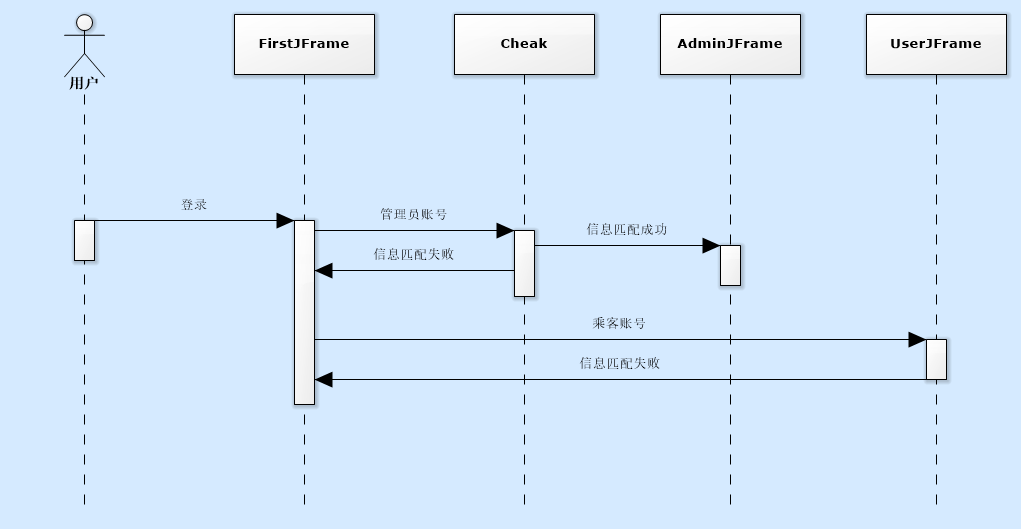 用户
FirstJFrame
Cheak
AdminJFrame
UserJFrame
登录
管理员账号
信息匹配成功
信息匹配失败
乘客账号
信息匹配失败